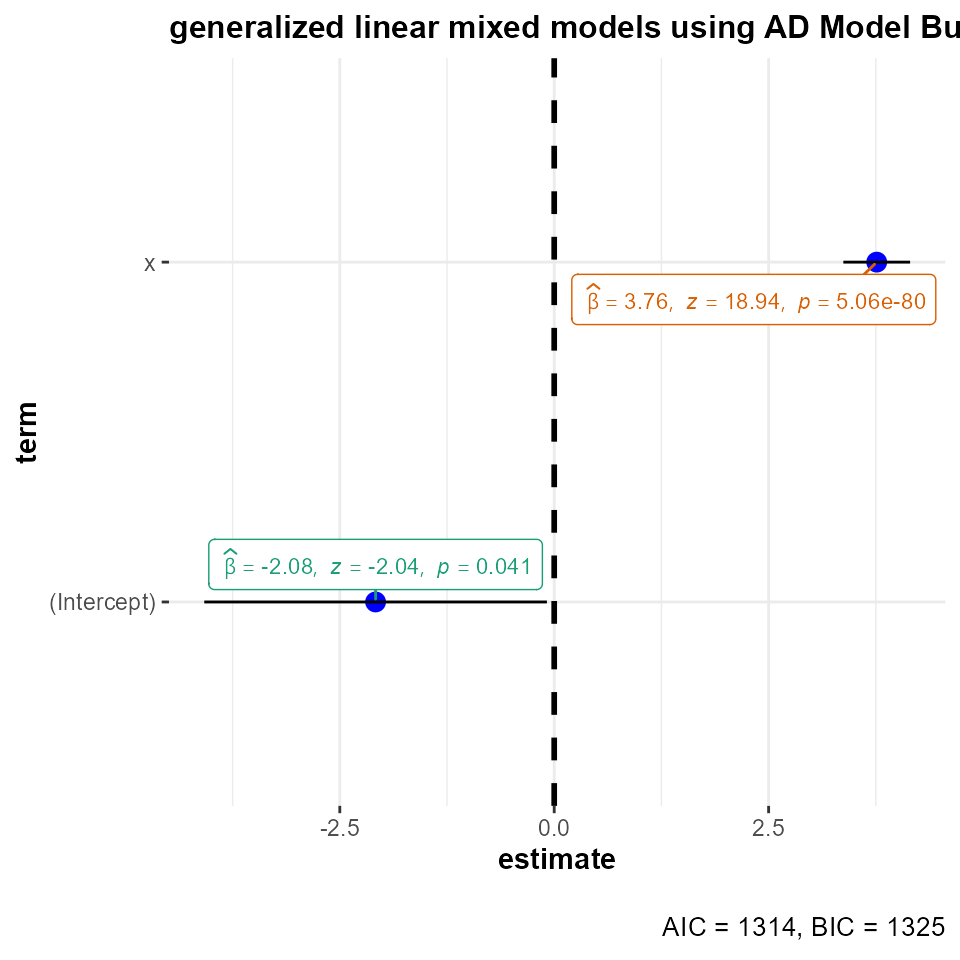 generalized linear mixed models using AD Model Bu
x
β̂ = 3.76, z = 18.94, p = 5.06e-80
term
β̂ = -2.08, z = -2.04, p = 0.041
(Intercept)
-2.5 0.0 2.5
estimate
AIC = 1314, BIC = 1325